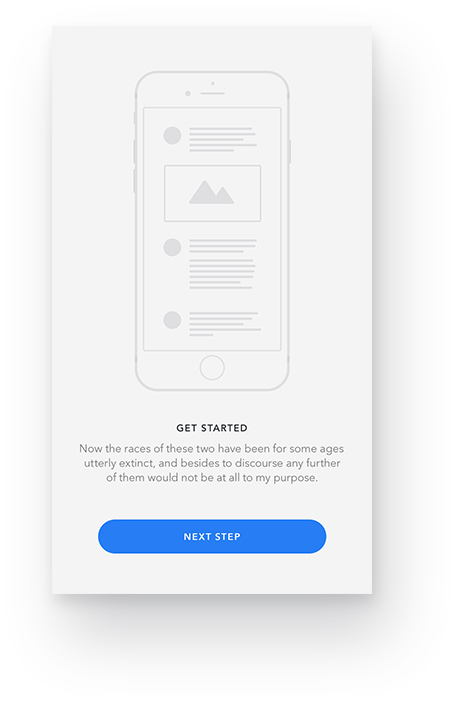 GET STARTED
Now the races of these two have been for some ages
utterly extinct, and besides to discourse any further
of them would not be at all to my purpose.
NEXT STEP